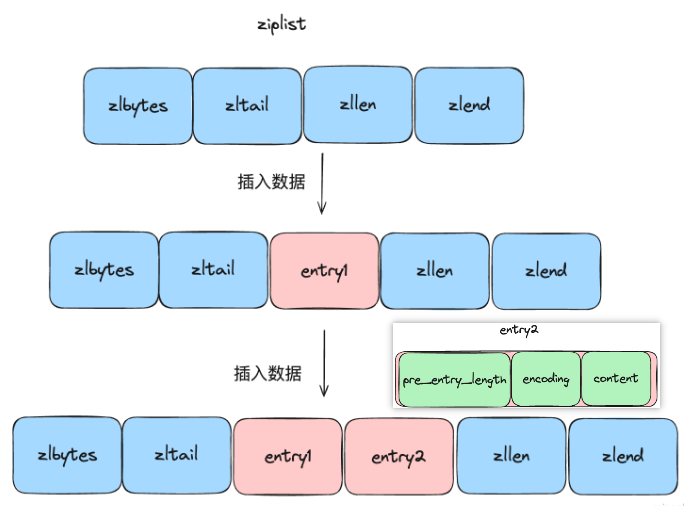 ziplist
zlbytes zltail zllen zlend
插入数据
zlbytes zltail entry1 zllen zlend
entry2
插入数据
pre_entry_length encoding content
zlbytes zltail entry1 entry2 zllen zlend